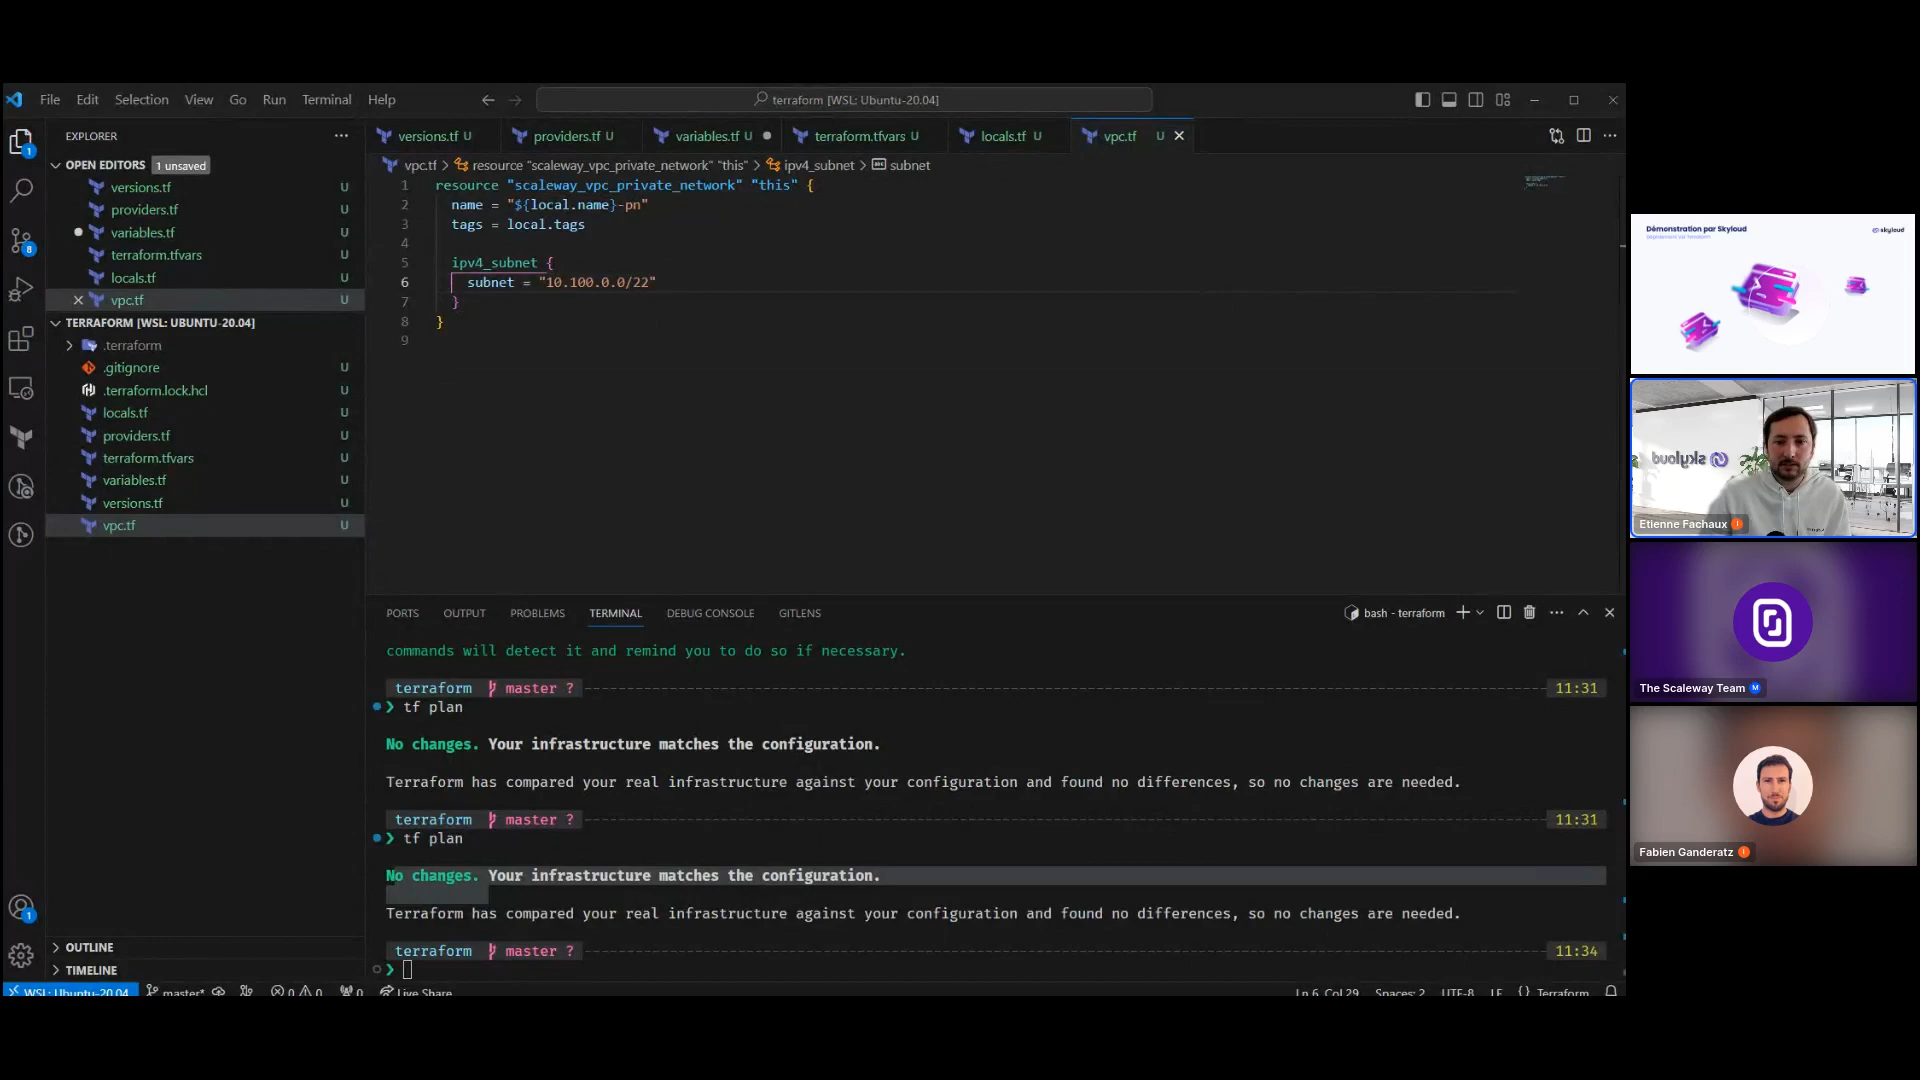 File Edit Selection View Go Run Terminal Help
terraform [WSL: Ubuntu-20.04]
EXPLORER
OPEN EDITORS 1 unsaved
versions.tf U
providers.tf U
variables.tf U
terraform.tfvars U
locals.tf U
vpc.tf U
TERRAFORM [WSL: UBUNTU-20.04]
.terraform
.gitignore U
.terraform.lock.hcl U
locals.tf U
providers.tf U
terraform.tfvars U
variables.tf U
versions.tf U
vpc.tf U
OUTLINE
TIMELINE
versions.tf U providers.tf U variables.tf U terraform.tfvars U locals.tf U vpc.tf U
vpc.tf > resource "scaleway_vpc_private_network" "this" > ipv4_subnet > subnet
1 resource "scaleway_vpc_private_network" "this" {
2 name = "${local.name}-pn"
3 tags = local.tags
4
5 ipv4_subnet {
6 subnet = "10.100.0.0/22"
7 }
8 }
9
PORTS OUTPUT PROBLEMS TERMINAL DEBUG CONSOLE GITLENS
bash - terraform
commands will detect it and remind you to do so if necessary.
terraform master ? 11:31
❯ tf plan
No changes. Your infrastructure matches the configuration.
Terraform has compared your real infrastructure against your configuration and found no differences, so no changes are needed.
terraform master ? 11:31
❯ tf plan
No changes. Your infrastructure matches the configuration.
Terraform has compared your real infrastructure against your configuration and found no differences, so no changes are needed.
terraform master ? 11:34
❯
WSL: Ubuntu-20.04 master* 0 0 0 Live Share Ln 6, Col 29 Spaces: 2 UTF-8 LF {} Terraform
Démonstration par Skyloud
skyloud
skyloud
Etienne Fachaux
The Scaleway Team M
Fabien Ganderatz